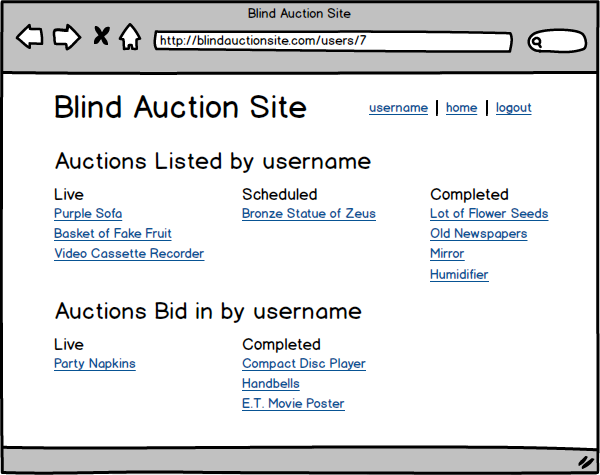 Blind Auction Site
http://blindauctionsite.com/users/7
Blind Auction Site
username | home | logout
Auctions Listed by username
Live Scheduled Completed
Purple Sofa Bronze Statue of Zeus Lot of Flower Seeds
Basket of Fake Fruit Old Newspapers
Video Cassette Recorder Mirror
Humidifier
Auctions Bid in by username
Live Completed
Party Napkins Compact Disc Player
Handbells
E.T. Movie Poster